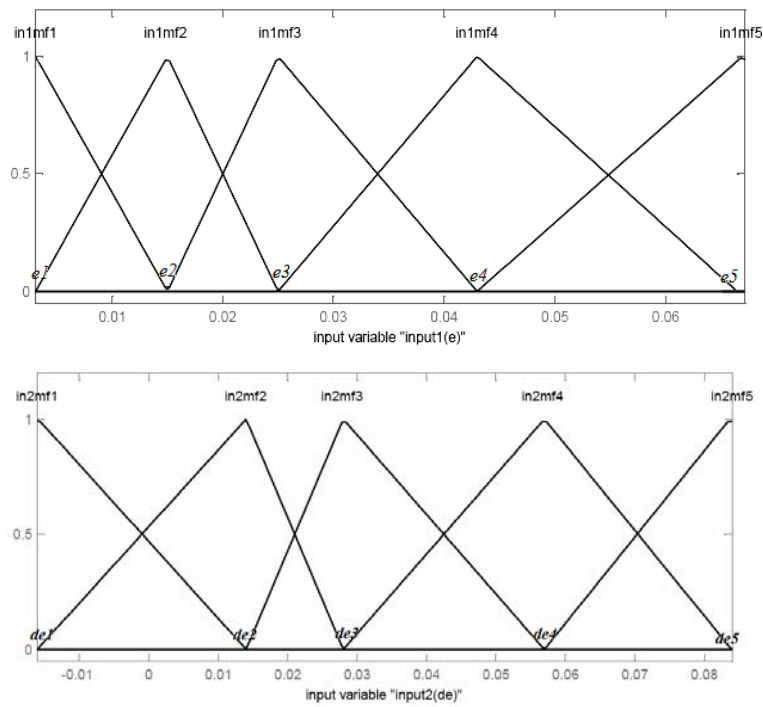 in1mf1 in1mf2 in1mf3 in1mf4 in1mf5
1
0.5
e1 e2 e3 e4 e5
0
0.01 0.02 0.03 0.04 0.05 0.06
input variable "input1(e)"
in2mf1 in2mf2 in2mf3 in2mf4 in2mf5
1
0.5
de1 de2 de3 de4 de5
0
-0.01 0 0.01 0.02 0.03 0.04 0.05 0.06 0.07 0.08
input variable "input2(de)"